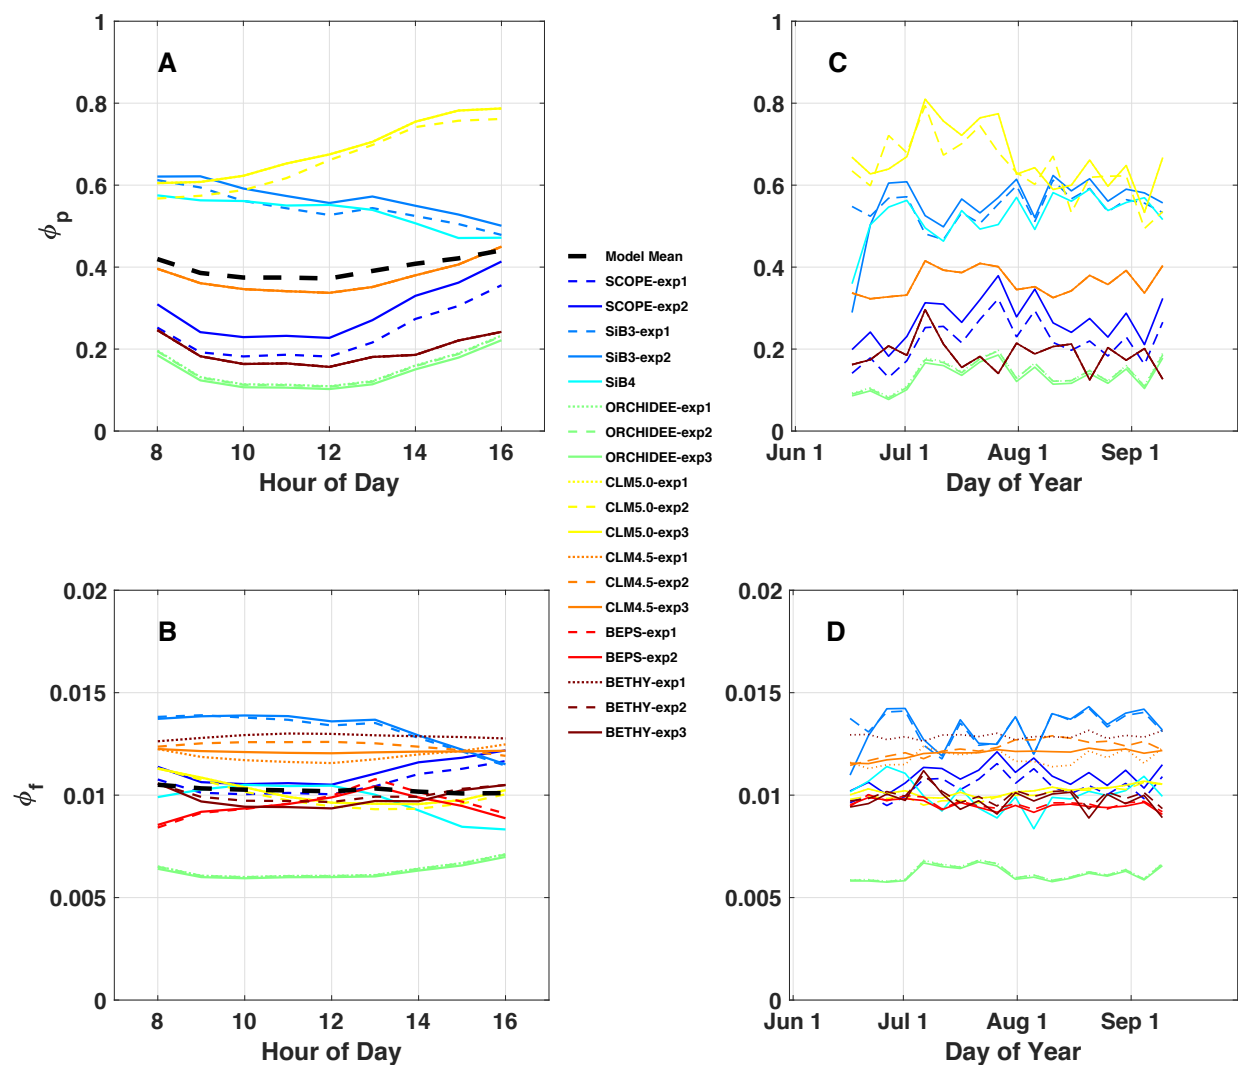 A
1
0.8
0.6
0.4
0.2
0
ϕp
8
10
12
14
16
Hour of Day
C
1
0.8
0.6
0.4
0.2
0
Jun 1
Jul 1
Aug 1
Sep 1
Day of Year
Model Mean
SCOPE-exp1
SCOPE-exp2
SiB3-exp1
SiB3-exp2
SiB4
ORCHIDEE-exp1
ORCHIDEE-exp2
ORCHIDEE-exp3
CLM5.0-exp1
CLM5.0-exp2
CLM5.0-exp3
CLM4.5-exp1
CLM4.5-exp2
CLM4.5-exp3
BEPS-exp1
BEPS-exp2
BETHY-exp1
BETHY-exp2
BETHY-exp3
B
0.02
0.015
0.01
0.005
0
ϕf
8
10
12
14
16
Hour of Day
D
0.02
0.015
0.01
0.005
0
Jun 1
Jul 1
Aug 1
Sep 1
Day of Year